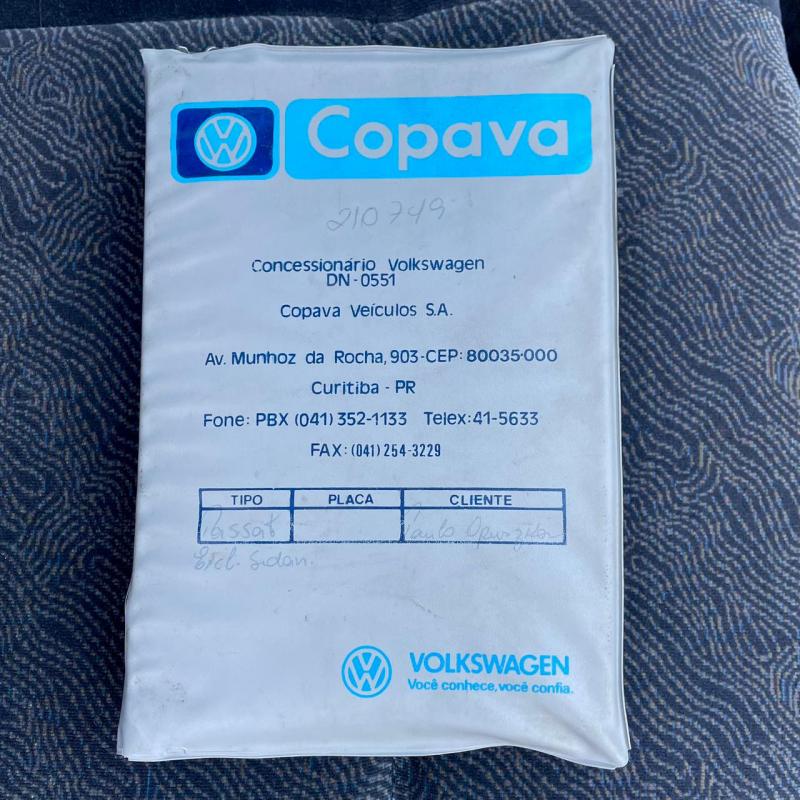 Copava
210749
Concessionário Volkswagen
DN-0551
Copava Veículos S.A.
Av. Munhoz da Rocha, 903-CEP: 80035-000
Curitiba - PR
Fone: PBX (041) 352-1133 Telex: 41-5633
FAX: (041) 254-3229
TIPO PLACA CLIENTE
Passat Paulo
Sedan.
VOLKSWAGEN
Você conhece, você confia.